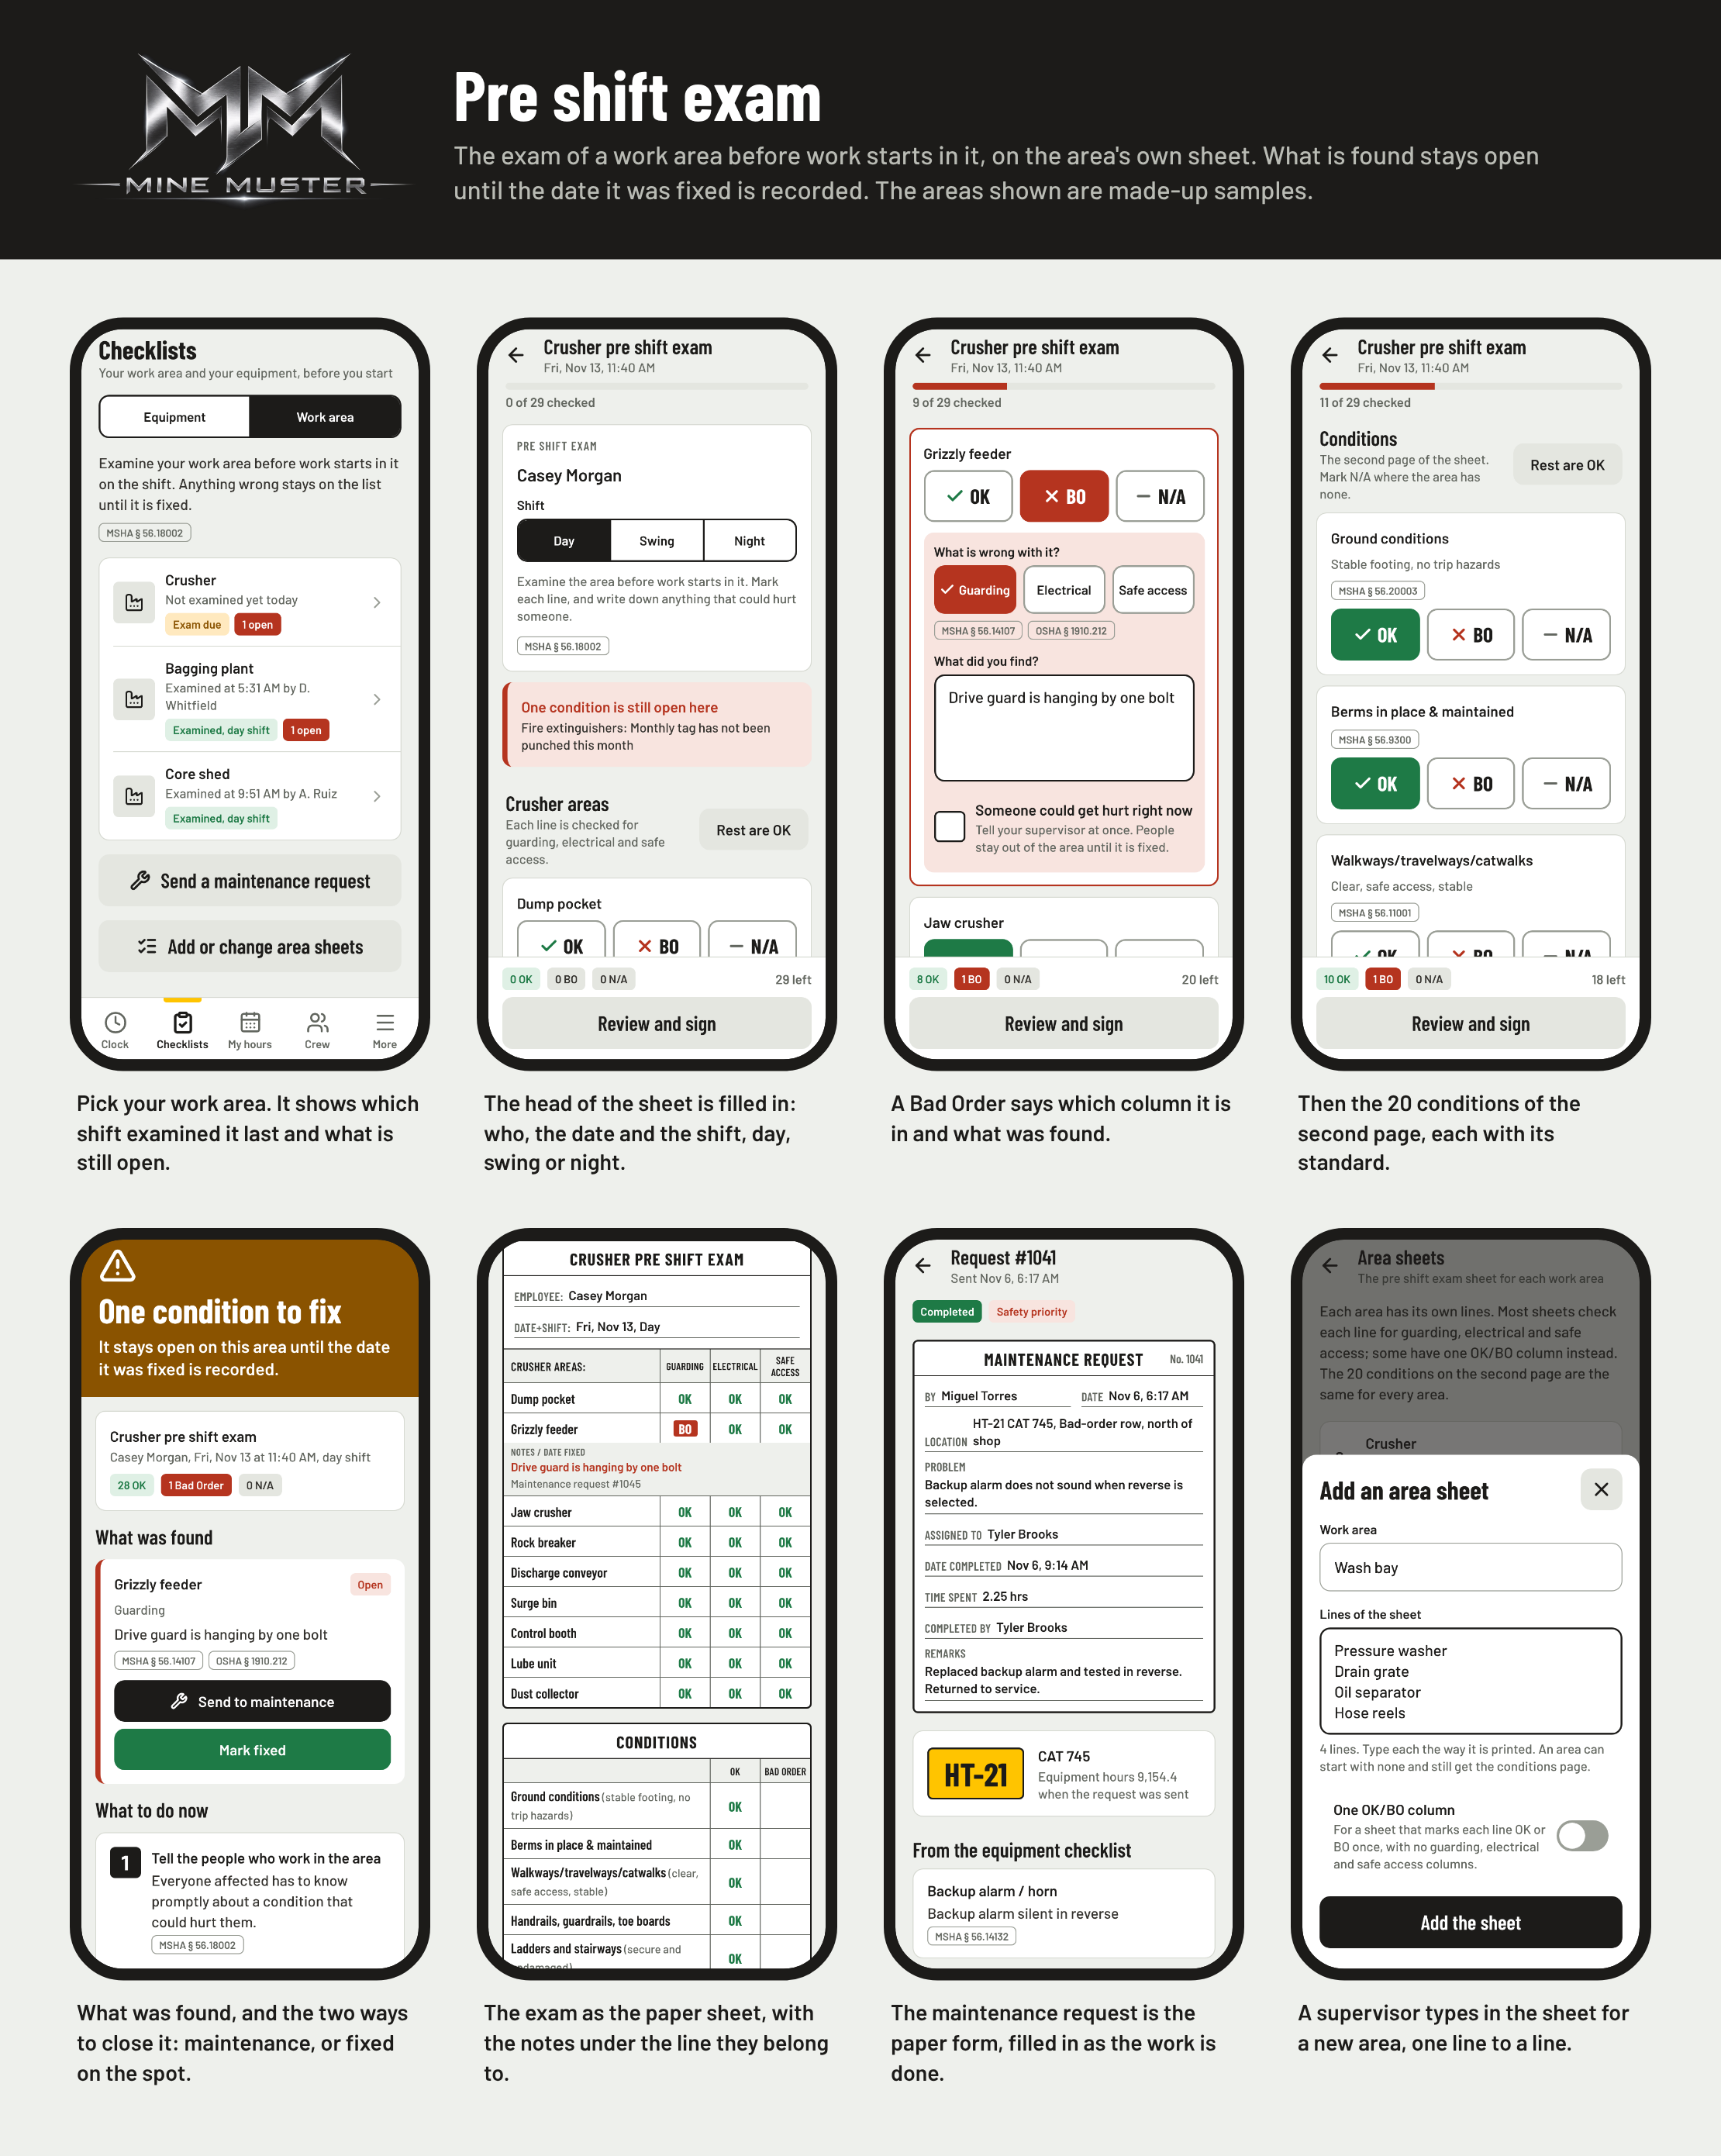 MM
MINE MUSTER
Pre shift exam
The exam of a work area before work starts in it, on the area's own sheet. What is found stays open
until the date it was fixed is recorded. The areas shown are made-up samples.
Checklists
Your work area and your equipment, before you start
Equipment
Work area
Examine your work area before work starts in it
on the shift. Anything wrong stays on the list
until it is fixed.
MSHA § 56.18002
Crusher
Not examined yet today
Exam due
1 open
Bagging plant
Examined at 5:31 AM by D.
Whitfield
Examined, day shift
1 open
Core shed
Examined at 9:51 AM by A. Ruiz
Examined, day shift
Send a maintenance request
Add or change area sheets
Clock
Checklists
My hours
Crew
More
Pick your work area. It shows which
shift examined it last and what is
still open.
Crusher pre shift exam
Fri, Nov 13, 11:40 AM
0 of 29 checked
PRE SHIFT EXAM
Casey Morgan
Shift
Day
Swing
Night
Examine the area before work starts in it. Mark
each line, and write down anything that could hurt
someone.
MSHA § 56.18002
One condition is still open here
Fire extinguishers: Monthly tag has not been
punched this month
Crusher areas
Each line is checked for
guarding, electrical and safe
access.
Rest are OK
Dump pocket
OK
BO
N/A
0 OK
0 BO
0 N/A
29 left
Review and sign
The head of the sheet is filled in:
who, the date and the shift, day,
swing or night.
Crusher pre shift exam
Fri, Nov 13, 11:40 AM
9 of 29 checked
Grizzly feeder
OK
BO
N/A
What is wrong with it?
Guarding
Electrical
Safe access
MSHA § 56.14107
OSHA § 1910.212
What did you find?
Drive guard is hanging by one bolt
Someone could get hurt right now
Tell your supervisor at once. People
stay out of the area until it is fixed.
Jaw crusher
8 OK
1 BO
0 N/A
20 left
Review and sign
A Bad Order says which column it is
in and what was found.
Crusher pre shift exam
Fri, Nov 13, 11:40 AM
11 of 29 checked
Conditions
The second page of the sheet.
Mark N/A where the area has
none.
Rest are OK
Ground conditions
Stable footing, no trip hazards
MSHA § 56.20003
OK
BO
N/A
Berms in place & maintained
MSHA § 56.9300
OK
BO
N/A
Walkways/travelways/catwalks
Clear, safe access, stable
MSHA § 56.11001
OK
BO
N/A
10 OK
1 BO
0 N/A
18 left
Review and sign
Then the 20 conditions of the
second page, each with its
standard.
One condition to fix
It stays open on this area until the date
it was fixed is recorded.
Crusher pre shift exam
Casey Morgan, Fri, Nov 13 at 11:40 AM, day shift
28 OK
1 Bad Order
0 N/A
What was found
Grizzly feeder
Open
Guarding
Drive guard is hanging by one bolt
MSHA § 56.14107
OSHA § 1910.212
Send to maintenance
Mark fixed
What to do now
1
Tell the people who work in the area
Everyone affected has to know
promptly about a condition that
could hurt them.
MSHA § 56.18002
What was found, and the two ways
to close it: maintenance, or fixed
on the spot.
CRUSHER PRE SHIFT EXAM
EMPLOYEE: Casey Morgan
DATE+SHIFT: Fri, Nov 13, Day
CRUSHER AREAS: GUARDING ELECTRICAL SAFE ACCESS
Dump pocket OK OK OK
Grizzly feeder BO OK OK
NOTES / DATE FIXED
Drive guard is hanging by one bolt
Maintenance request #1045
Jaw crusher OK OK OK
Rock breaker OK OK OK
Discharge conveyor OK OK OK
Surge bin OK OK OK
Control booth OK OK OK
Lube unit OK OK OK
Dust collector OK OK OK
CONDITIONS
OK BAD ORDER
Ground conditions (stable footing, no
trip hazards) OK
Berms in place & maintained OK
Walkways/travelways/catwalks (clear,
safe access, stable) OK
Handrails, guardrails, toe boards OK
Ladders and stairways (secure and
OK
The exam as the paper sheet, with
the notes under the line they belong
to.
Request #1041
Sent Nov 6, 6:17 AM
Completed
Safety priority
MAINTENANCE REQUEST No. 1041
BY Miguel Torres DATE Nov 6, 6:17 AM
LOCATION HT-21 CAT 745, Bad-order row, north of
shop
PROBLEM
Backup alarm does not sound when reverse is
selected.
ASSIGNED TO Tyler Brooks
DATE COMPLETED Nov 6, 9:14 AM
TIME SPENT 2.25 hrs
COMPLETED BY Tyler Brooks
REMARKS
Replaced backup alarm and tested in reverse.
Returned to service.
HT-21
CAT 745
Equipment hours 9,154.4
when the request was sent
From the equipment checklist
Backup alarm / horn
Backup alarm silent in reverse
MSHA § 56.14132
The maintenance request is the
paper form, filled in as the work is
done.
Area sheets
The pre shift exam sheet for each work area
Each area has its own lines. Most sheets check
each line for guarding, electrical and safe
access; some have one OK/BO column instead.
The 20 conditions on the second page are the
same for every area.
Crusher
Add an area sheet
Work area
Wash bay
Lines of the sheet
Pressure washer
Drain grate
Oil separator
Hose reels
4 lines. Type each the way it is printed. An area can
start with none and still get the conditions page.
One OK/BO column
For a sheet that marks each line OK or
BO once, with no guarding, electrical
and safe access columns.
Add the sheet
A supervisor types in the sheet for
a new area, one line to a line.